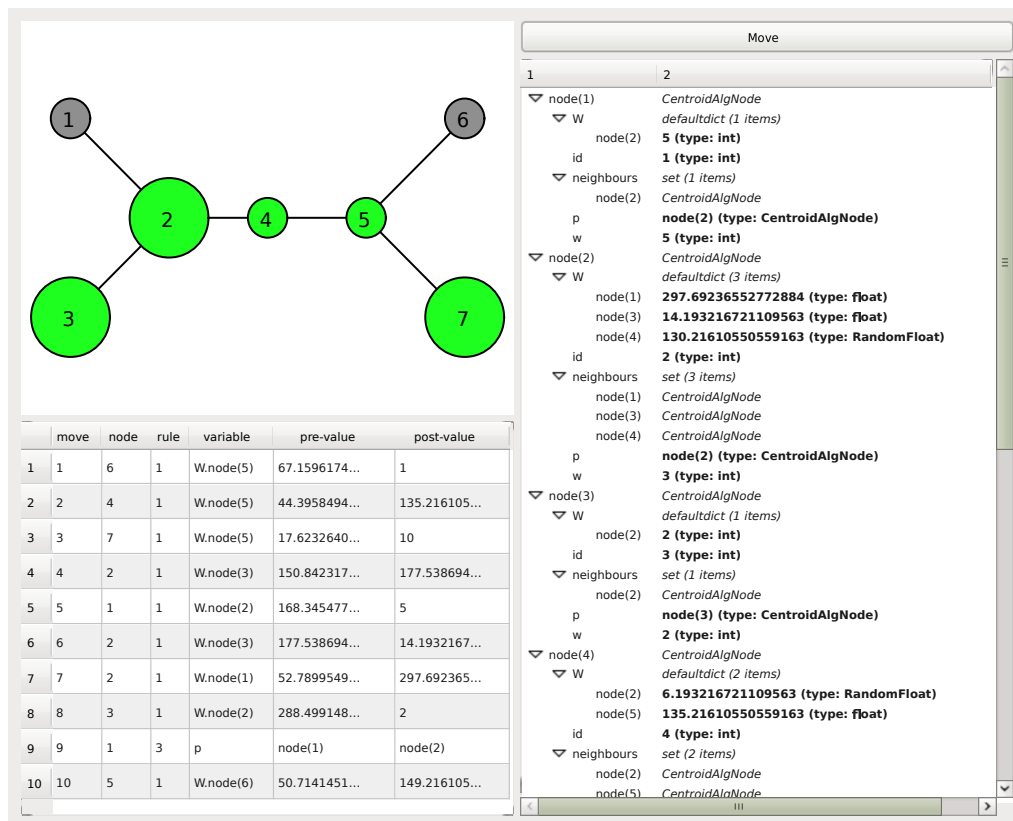 1
6
2
4
5
3
7
move node rule variable pre-value post-value
1 1 6 1 W.node(5) 67.1596174... 1
2 2 4 1 W.node(5) 44.3958494... 135.216105...
3 3 7 1 W.node(5) 17.6232640... 10
4 4 2 1 W.node(3) 150.842317... 177.538694...
5 5 1 1 W.node(2) 168.345477... 5
6 6 2 1 W.node(3) 177.538694... 14.1932167...
7 7 2 1 W.node(1) 52.7899549... 297.692365...
8 8 3 1 W.node(2) 288.499148... 2
9 9 1 3 p node(1) node(2)
10 10 5 1 W.node(6) 50.7141451... 149.216105...
Move
1 2
node(1) CentroidAlgNode
W defaultdict (1 items)
node(2) 5 (type: int)
id 1 (type: int)
neighbours set (1 items)
node(2) CentroidAlgNode
p node(2) (type: CentroidAlgNode)
w 5 (type: int)
node(2) CentroidAlgNode
W defaultdict (3 items)
node(1) 297.69236552772884 (type: float)
node(3) 14.193216721109563 (type: float)
node(4) 130.21610550559163 (type: RandomFloat)
id 2 (type: int)
neighbours set (3 items)
node(1) CentroidAlgNode
node(3) CentroidAlgNode
node(4) CentroidAlgNode
p node(2) (type: CentroidAlgNode)
w 3 (type: int)
node(3) CentroidAlgNode
W defaultdict (1 items)
node(2) 2 (type: int)
id 3 (type: int)
neighbours set (1 items)
node(2) CentroidAlgNode
p node(3) (type: CentroidAlgNode)
w 2 (type: int)
node(4) CentroidAlgNode
W defaultdict (2 items)
node(2) 6.193216721109563 (type: RandomFloat)
node(5) 135.21610550559163 (type: float)
id 4 (type: int)
neighbours set (2 items)
node(2) CentroidAlgNode
node(5) CentroidAlgNode